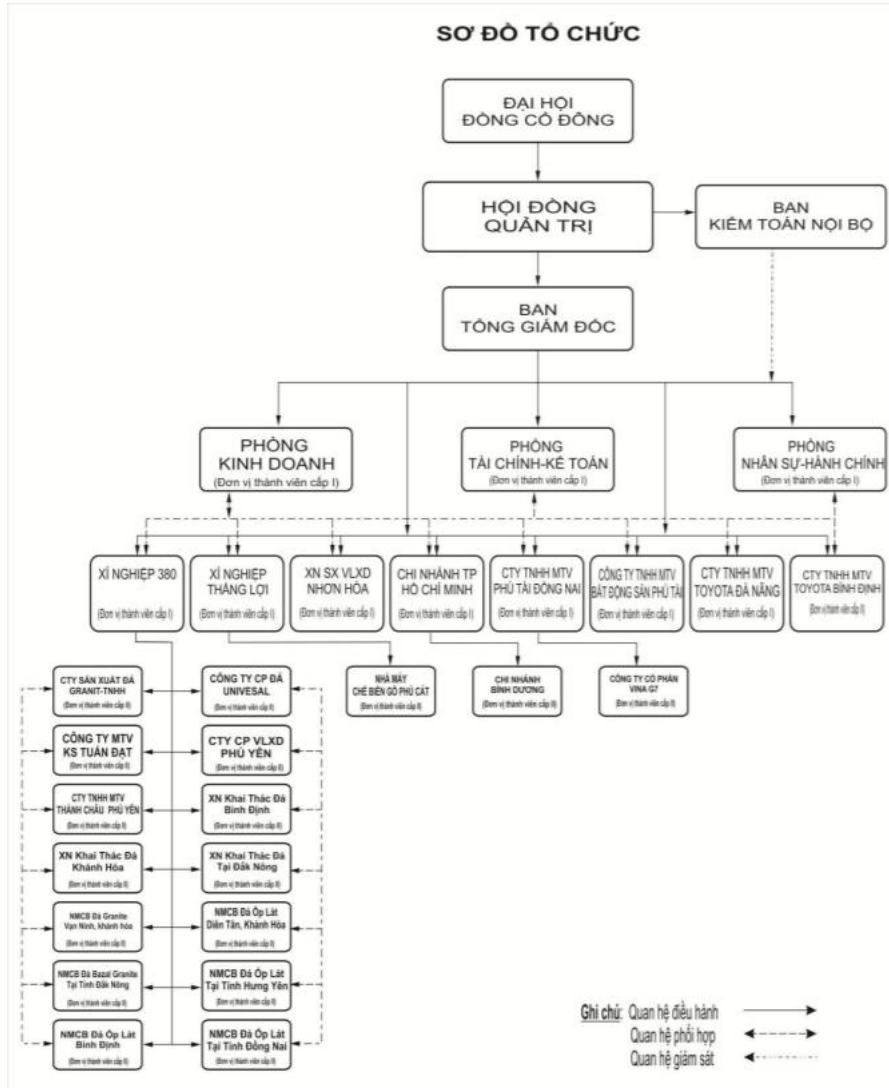 SƠ ĐỒ TỔ CHỨC
ĐẠI HỘI
ĐỒNG CỔ ĐÔNG
HỘI ĐỒNG
QUẢN TRỊ
BAN
KIỂM TOÁN NỘI BỘ
BAN
TỔNG GIÁM ĐỐC
PHÒNG
KINH DOANH
(Đơn vị thành viên cấp I)
PHÒNG
TÀI CHÍNH-KẾ TOÁN
(Đơn vị thành viên cấp I)
PHÒNG
NHÂN SỰ-HÀNH CHÍNH
(Đơn vị thành viên cấp I)
XÍ NGHIỆP 380
(Đơn vị thành viên cấp I)
XÍ NGHIỆP
THẮNG LỢI
(Đơn vị thành viên cấp I)
XN SX VLXD
NHƠN HÒA
(Đơn vị thành viên cấp I)
CHI NHÁNH TP
HỒ CHÍ MINH
(Đơn vị thành viên cấp I)
CTY TNHH MTV
PHÚ TÀI ĐỒNG NAI
(Đơn vị thành viên cấp I)
CÔNG TY TNHH MTV
BẤT ĐỘNG SẢN PHÚ TÀI
(Đơn vị thành viên cấp I)
CTY TNHH MTV
TOYOTA ĐÀ NẴNG
(Đơn vị thành viên cấp I)
CTY TNHH MTV
TOYOTA BÌNH ĐỊNH
(Đơn vị thành viên cấp I)
CTY SẢN XUẤT ĐÁ
GRANIT-TNHH
(Đơn vị thành viên cấp II)
CÔNG TY CP ĐÁ
UNIVESAL
(Đơn vị thành viên cấp II)
NHÀ MÁY
CHẾ BIẾN GỖ PHÙ CÁT
(Đơn vị thành viên cấp II)
CHI NHÁNH
BÌNH DƯƠNG
(Đơn vị thành viên cấp II)
CÔNG TY CỔ PHẦN
VINA G7
(Đơn vị thành viên cấp II)
CÔNG TY MTV
KS TUẤN ĐẠT
(Đơn vị thành viên cấp II)
CTY CP VLXD
PHÚ YÊN
(Đơn vị thành viên cấp II)
CTY TNHH MTV
THÀNH CHÂU PHÚ YÊN
(Đơn vị thành viên cấp II)
XN Khai Thác Đá
Bình Định
(Đơn vị thành viên cấp II)
XN Khai Thác Đá
Khánh Hòa
(Đơn vị thành viên cấp II)
XN Khai Thác Đá
Tại Đắk Nông
(Đơn vị thành viên cấp II)
NMCB Đá Granite
Vạn Ninh, khánh hòa
(Đơn vị thành viên cấp II)
NMCB Đá Ốp Lát
Diên Tân, Khánh Hòa
(Đơn vị thành viên cấp II)
NMCB Đá Bazal Granite
Tại Tỉnh Đắk Nông
(Đơn vị thành viên cấp II)
NMCB Đá Ốp Lát
Tại Tỉnh Hưng Yên
(Đơn vị thành viên cấp II)
NMCB Đá Ốp Lát
Bình Định
(Đơn vị thành viên cấp II)
NMCB Đá Ốp Lát
Tại Tỉnh Đồng Nai
(Đơn vị thành viên cấp II)
Ghi chú: Quan hệ điều hành
Quan hệ phối hợp
Quan hệ giám sát